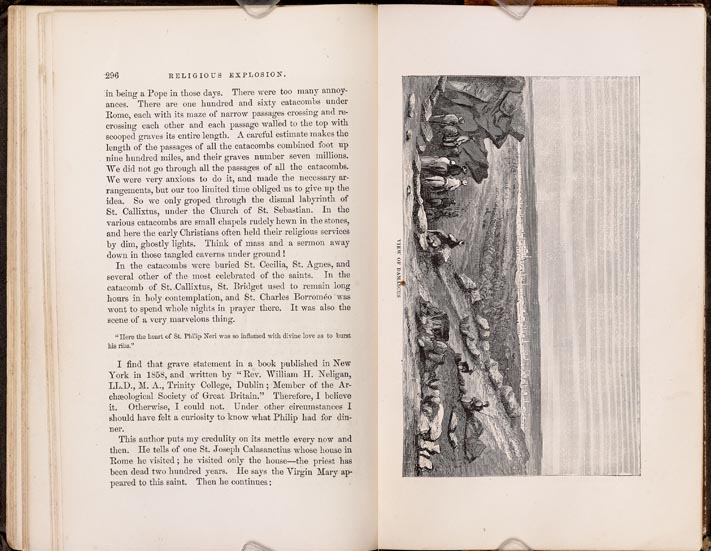 296 RELIGIOUS EXPLOSION.
in being a Pope in those days. There were too many annoy-
ances. There are one hundred and sixty catacombs under
Rome, each with its maze of narrow passages crossing and re-
crossing each other and each passage walled to the top with
scooped graves its entire length. A careful estimate makes the
length of the passages of all the catacombs combined foot up
nine hundred miles, and their graves number seven millions.
We did not go through all the passages of all the catacombs.
We were very anxious to do it, and made the necessary ar-
rangements, but our too limited time obliged us to give up the
idea. So we only groped through the dismal labyrinth of
St. Callixtus, under the Church of St. Sebastian. In the
various catacombs are small chapels rudely hewn in the stones,
and here the early Christians often held their religious services
by dim, ghostly lights. Think of mass and a sermon away
down in those tangled caverns under ground!
In the catacombs were buried St. Cecilia, St. Agnes, and
several other of the most celebrated of the saints. In the
catacomb of St. Callixtus, St. Bridget used to remain long
hours in holy contemplation, and St. Charles Borroméo was
wont to spend whole nights in prayer there. It was also the
scene of a very marvelous thing.
"Here the heart of St. Philip Neri was so inflamed with divine love as to burst
his ribs."
I find that grave statement in a book published in New
York in 1858, and written by "Rev. William H. Neligan,
LL.D., M. A., Trinity College, Dublin; Member of the Ar-
chæological Society of Great Britain." Therefore, I believe
it. Otherwise, I could not. Under other circumstances I
should have felt a curiosity to know what Philip had for din-
ner.
This author puts my credulity on its mettle every now and
then. He tells of one St. Joseph Calasanctius whose house in
Rome he visited; he visited only the house—the priest has
been dead two hundred years. He says the Virgin Mary ap-
peared to this saint. Then he continues:
VIEW OF DAMASCUS